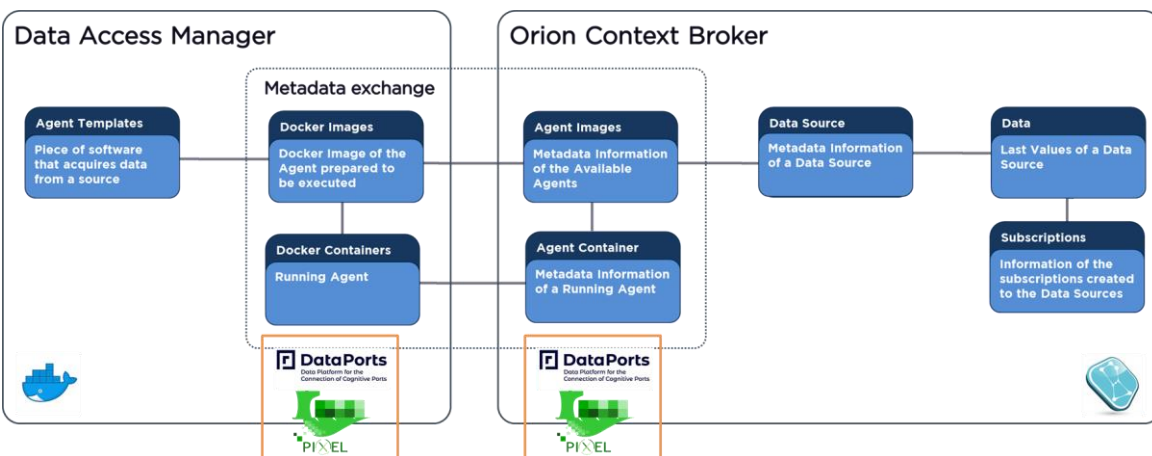 Data Access Manager
Orion Context Broker
Metadata exchange
Agent Templates
Piece of software
that acquires data
from a source
Docker Images
Docker Image of the
Agent prepared to
be executed
Agent Images
Metadata Information
of the Available
Agents
Data Source
Metadata Information
of a Data Source
Data
Last Values of a Data
Source
Docker Containers
Running Agent
Agent Container
Metadata Information
of a Running Agent
Subscriptions
Information of the
subscriptions created
to the Data Sources
DataPorts
Data Platform for the
Connection of Cognitive Ports
PIXEL
DataPorts
Data Platform for the
Connection of Cognitive Ports
PIXEL